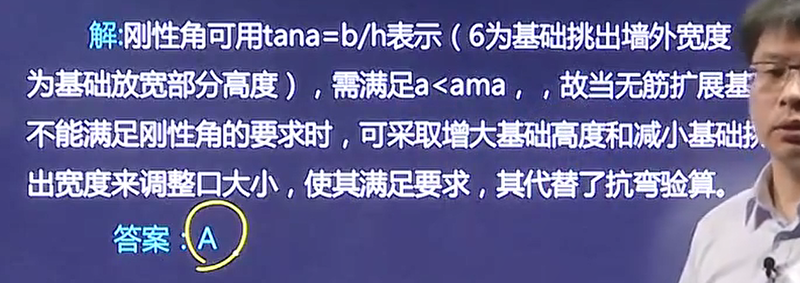 解:刚性角可用tana=b/h表示（6为基础挑出墙外宽度
为基础放宽部分高度），需满足a<ama，，故当无筋扩展基
不能满足刚性角的要求时，可采取增大基础高度和减小基础挑
出宽度来调整口大小，使其满足要求，其代替了抗弯验算。
答案：A